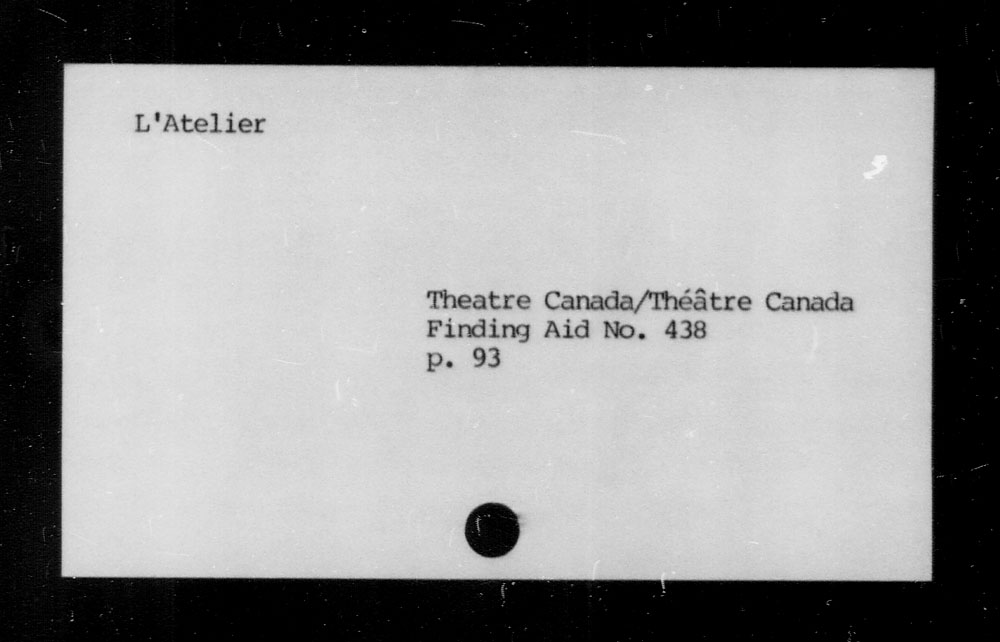 L'Atelier
Theatre Canada/Théâtre Canada
Finding Aid No. 438
p. 93